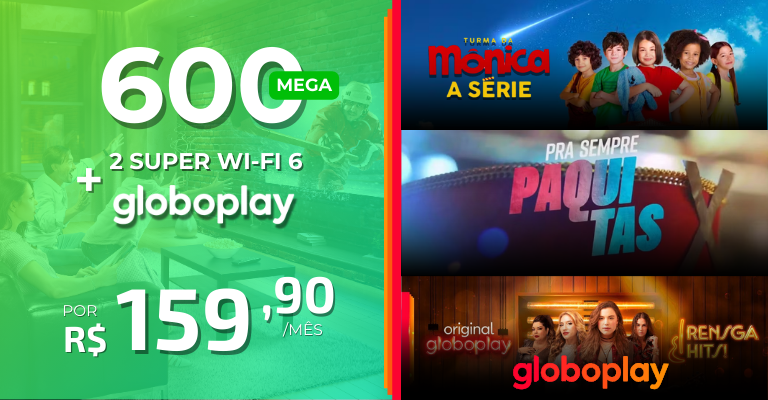 600
MEGA
+
2 SUPER WI-FI 6
globoplay
POR
R$ 159,90
/MÊS
TURMA DA
Mônica
A SÉRIE
PRA SEMPRE
PAQUI
TAS
original
globoplay
RENSGA
HITS!
globoplay